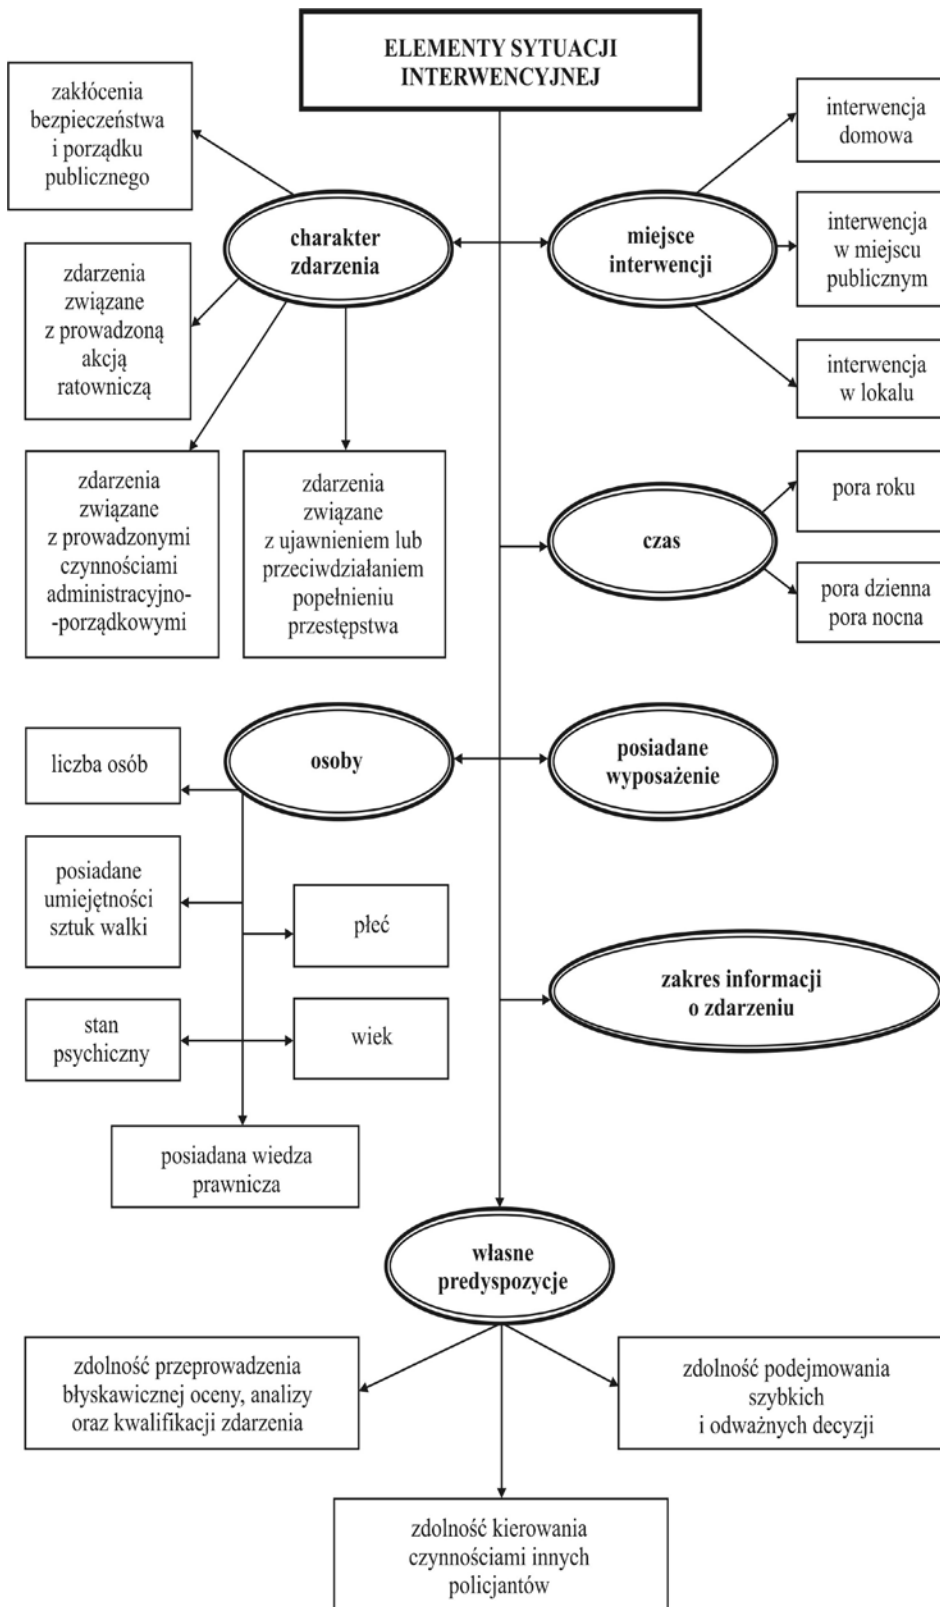 ELEMENTY SYTUACJI
INTERWENCYJNEJ
zakłócenia
bezpieczeństwa
i porządku
publicznego
interwencja
domowa
charakter
zdarzenia
miejsce
interwencji
interwencja
w miejscu
publicznym
zdarzenia
związane
z prowadzoną
akcją
ratowniczą
interwencja
w lokalu
zdarzenia
związane
z prowadzonymi
czynnościami
administracyjno-
-porządkowymi
zdarzenia
związane
z ujawnieniem lub
przeciwdziałaniem
popełnieniu
przestępstwa
czas
pora roku
pora dzienna
pora nocna
liczba osób
osoby
posiadane
wyposażenie
posiadane
umiejętności
sztuk walki
płeć
zakres informacji
o zdarzeniu
stan
psychiczny
wiek
posiadana wiedza
prawnicza
własne
predyspozycje
zdolność przeprowadzenia
błyskawicznej oceny, analizy
oraz kwalifikacji zdarzenia
zdolność podejmowania
szybkich
i odważnych decyzji
zdolność kierowania
czynnościami innych
policjantów